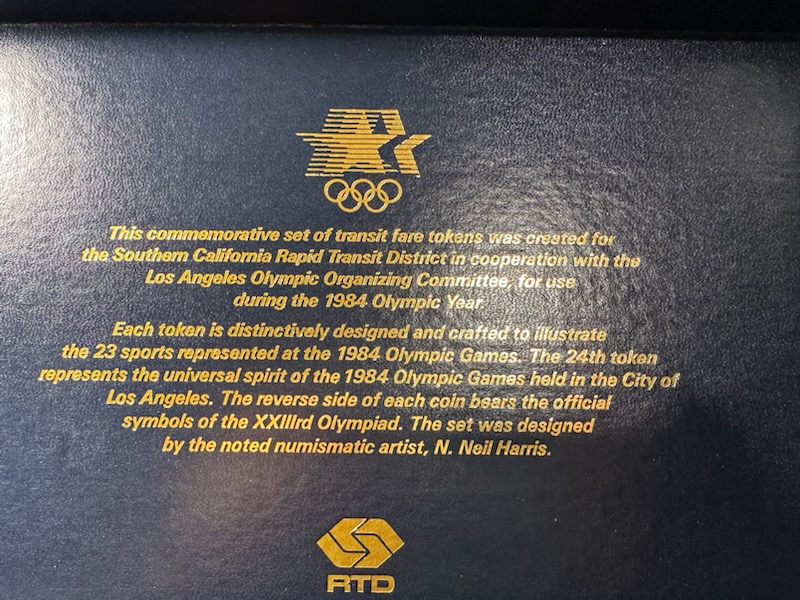 This commemorative set of transit fare tokens was created for
the Southern California Rapid Transit District in cooperation with the
Los Angeles Olympic Organizing Committee, for use
during the 1984 Olympic Year.
Each token is distinctively designed and crafted to illustrate
the 23 sports represented at the 1984 Olympic Games. The 24th token
represents the universal spirit of the 1984 Olympic Games held in the City of
Los Angeles. The reverse side of each coin bears the official
symbols of the XXIIIrd Olympiad. The set was designed
by the noted numismatic artist, N. Neil Harris.
RTD